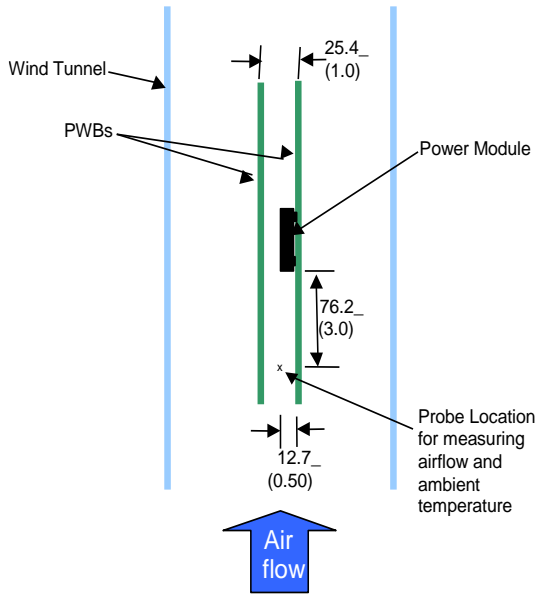 25.4_
(1.0)
Wind Tunnel
PWBs
Power Module
76.2_
(3.0)
x
Probe Location
for measuring
airflow and
ambient
temperature
12.7_
(0.50)
Air
flow